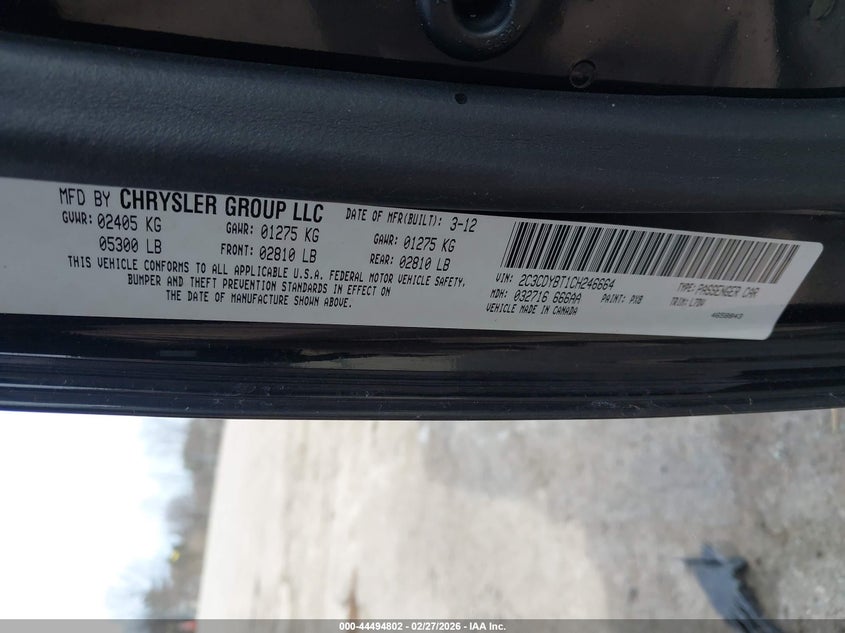 MFD BY CHRYSLER GROUP LLC
DATE OF MFR(BUILT): 3-12
GVWR: 02405 KG
GAWR: 01275 KG
GAWR: 01275 KG
05300 LB
FRONT: 02810 LB
REAR: 02810 LB
THIS VEHICLE CONFORMS TO ALL APPLICABLE U.S.A. FEDERAL MOTOR VEHICLE SAFETY,
BUMPER AND THEFT PREVENTION STANDARDS IN EFFECT ON
THE DATE OF MANUFACTURE SHOWN ABOVE.
VIN: 2C3CDYBT1CH246664
TYPE: PASSENGER CAR
MDH: 032716 666AA
PAINT: PXB
TRIM: L7DV
VEHICLE MADE IN CANADA
4658843
000-44494802 - 02/27/2026 - IAA Inc.